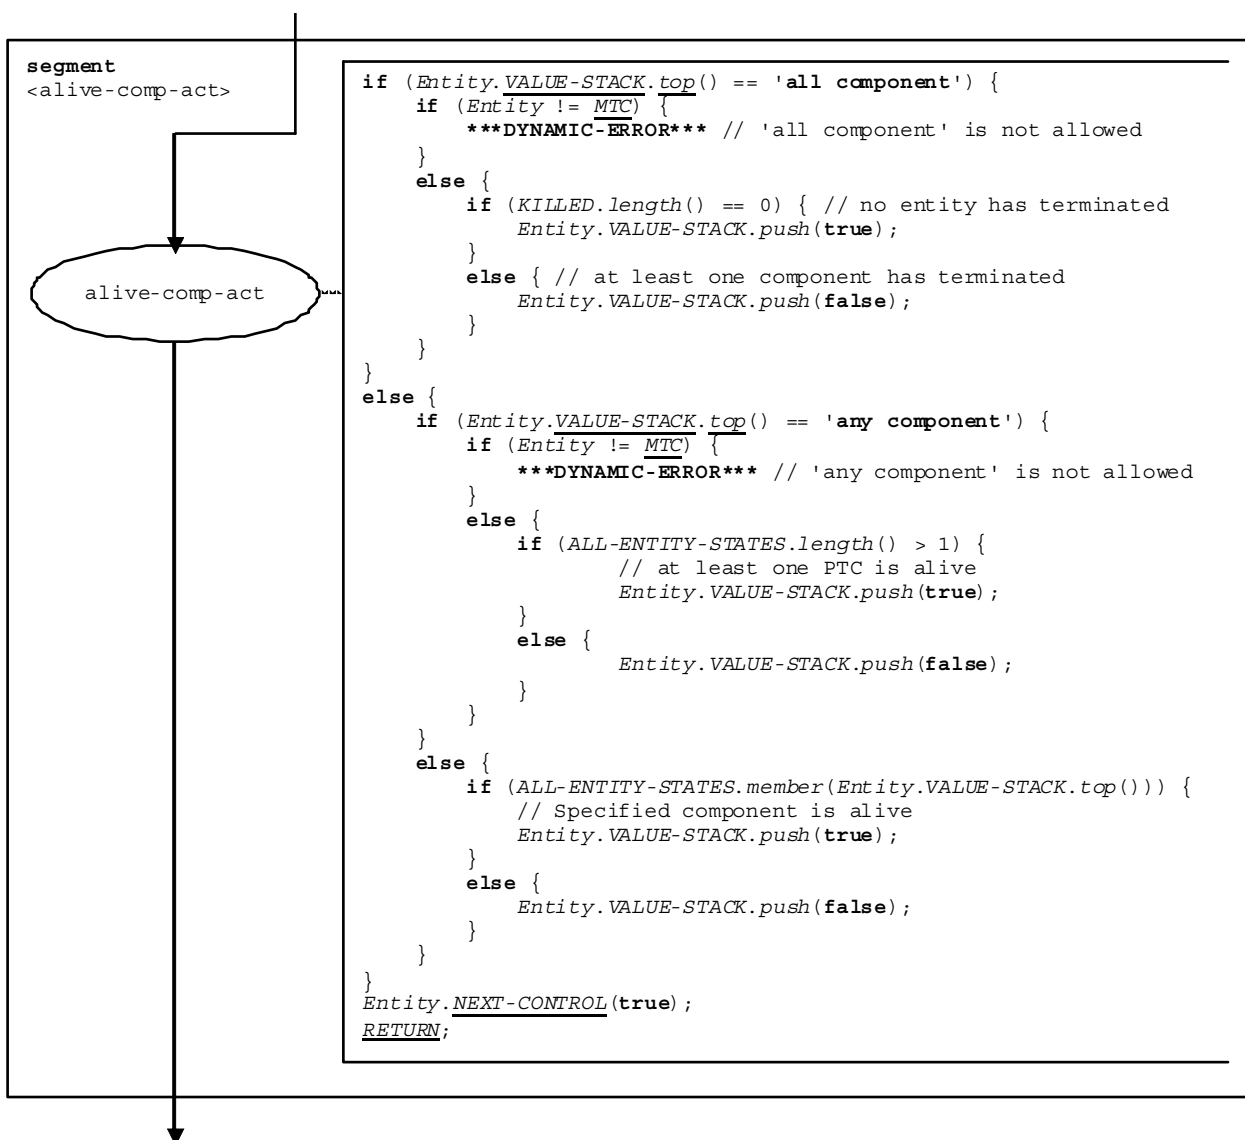 segment
<alive-comp-act>
alive-comp-act
if (Entity.VALUE-STACK.top() == 'all component') {
if (Entity != MTC) {
***DYNAMIC-ERROR*** // 'all component' is not allowed
}
else {
if (KILLED.length() == 0) { // no entity has terminated
Entity.VALUE-STACK.push(true);
}
else { // at least one component has terminated
Entity.VALUE-STACK.push(false);
}
}
}
else {
if (Entity.VALUE-STACK.top() == 'any component') {
if (Entity != MTC) {
***DYNAMIC-ERROR*** // 'any component' is not allowed
}
else {
if (ALL-ENTITY-STATES.length() > 1) {
// at least one PTC is alive
Entity.VALUE-STACK.push(true);
}
else {
Entity.VALUE-STACK.push(false);
}
}
}
else {
if (ALL-ENTITY-STATES.member(Entity.VALUE-STACK.top())) {
// Specified component is alive
Entity.VALUE-STACK.push(true);
}
else {
Entity.VALUE-STACK.push(false);
}
}
}
Entity.NEXT-CONTROL(true);
RETURN;